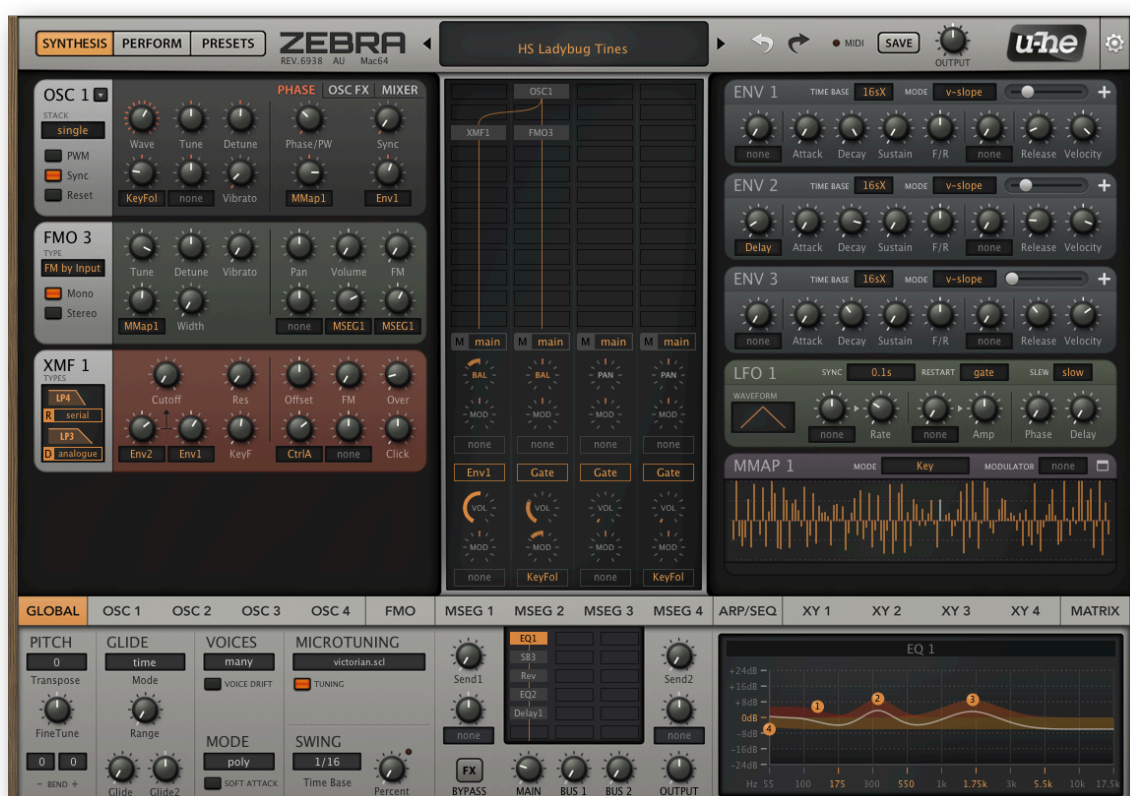 SYNTHESIS PERFORM PRESETS
ZEBRA
REV.6938 AU Mac64
HS Ladybug Tines
MIDI
SAVE
OUTPUT
u-he
OSC 1
STACK
single
PWM
Sync
Reset
PHASE OSC FX MIXER
Wave Tune Detune Phase/PW Sync
KeyFol none Vibrato MMap1 Env1
FMO 3
TYPE
FM by Input
Mono
Stereo
Tune Detune Vibrato Pan Volume FM
MMap1 Width none MSEG1 MSEG1
XMF 1
TYPES
LP4
R serial
LP3
D analogue
Cutoff Res Offset FM Over
Env2 Env1 KeyF CtrlA none Click
OSC1
XMF1 FMO3
M main M main M main M main
BAL BAL PAN PAN
MOD MOD MOD MOD
none none none none
Env1 Gate Gate Gate
VOL VOL VOL VOL
MOD MOD MOD MOD
none KeyFol none KeyFol
ENV 1 TIME BASE 16sX MODE v-slope +
none Attack Decay Sustain F/R none Release Velocity
ENV 2 TIME BASE 16sX MODE v-slope +
Delay Attack Decay Sustain F/R none Release Velocity
ENV 3 TIME BASE 16sX MODE v-slope +
none Attack Decay Sustain F/R none Release Velocity
LFO 1 SYNC 0.1s RESTART gate SLEW slow
WAVEFORM
none Rate none Amp Phase Delay
MMAP 1 MODE Key MODULATOR none
GLOBAL OSC 1 OSC 2 OSC 3 OSC 4 FMO MSEG 1 MSEG 2 MSEG 3 MSEG 4 ARP/SEQ XY 1 XY 2 XY 3 XY 4 MATRIX
PITCH
0
Transpose
FineTune
0 0
- BEND +
GLIDE
time
Mode
Range
Glide Glide2
VOICES
many
VOICE DRIFT
MODE
poly
SOFT ATTACK
MICROTUNING
victorian.scl
TUNING
SWING
1/16
Time Base Percent
Send1
none
FX
BYPASS
EQ1
SB3
Rev
EQ2
Delay1
MAIN BUS 1 BUS 2
Send2
none
OUTPUT
EQ 1
+24dB
+16dB
+8dB
0dB
-8dB
-16dB
-24dB
1 2 3 4
Hz 55 100 175 300 550 1k 1.75k 3k 5.5k 10k 17.5k